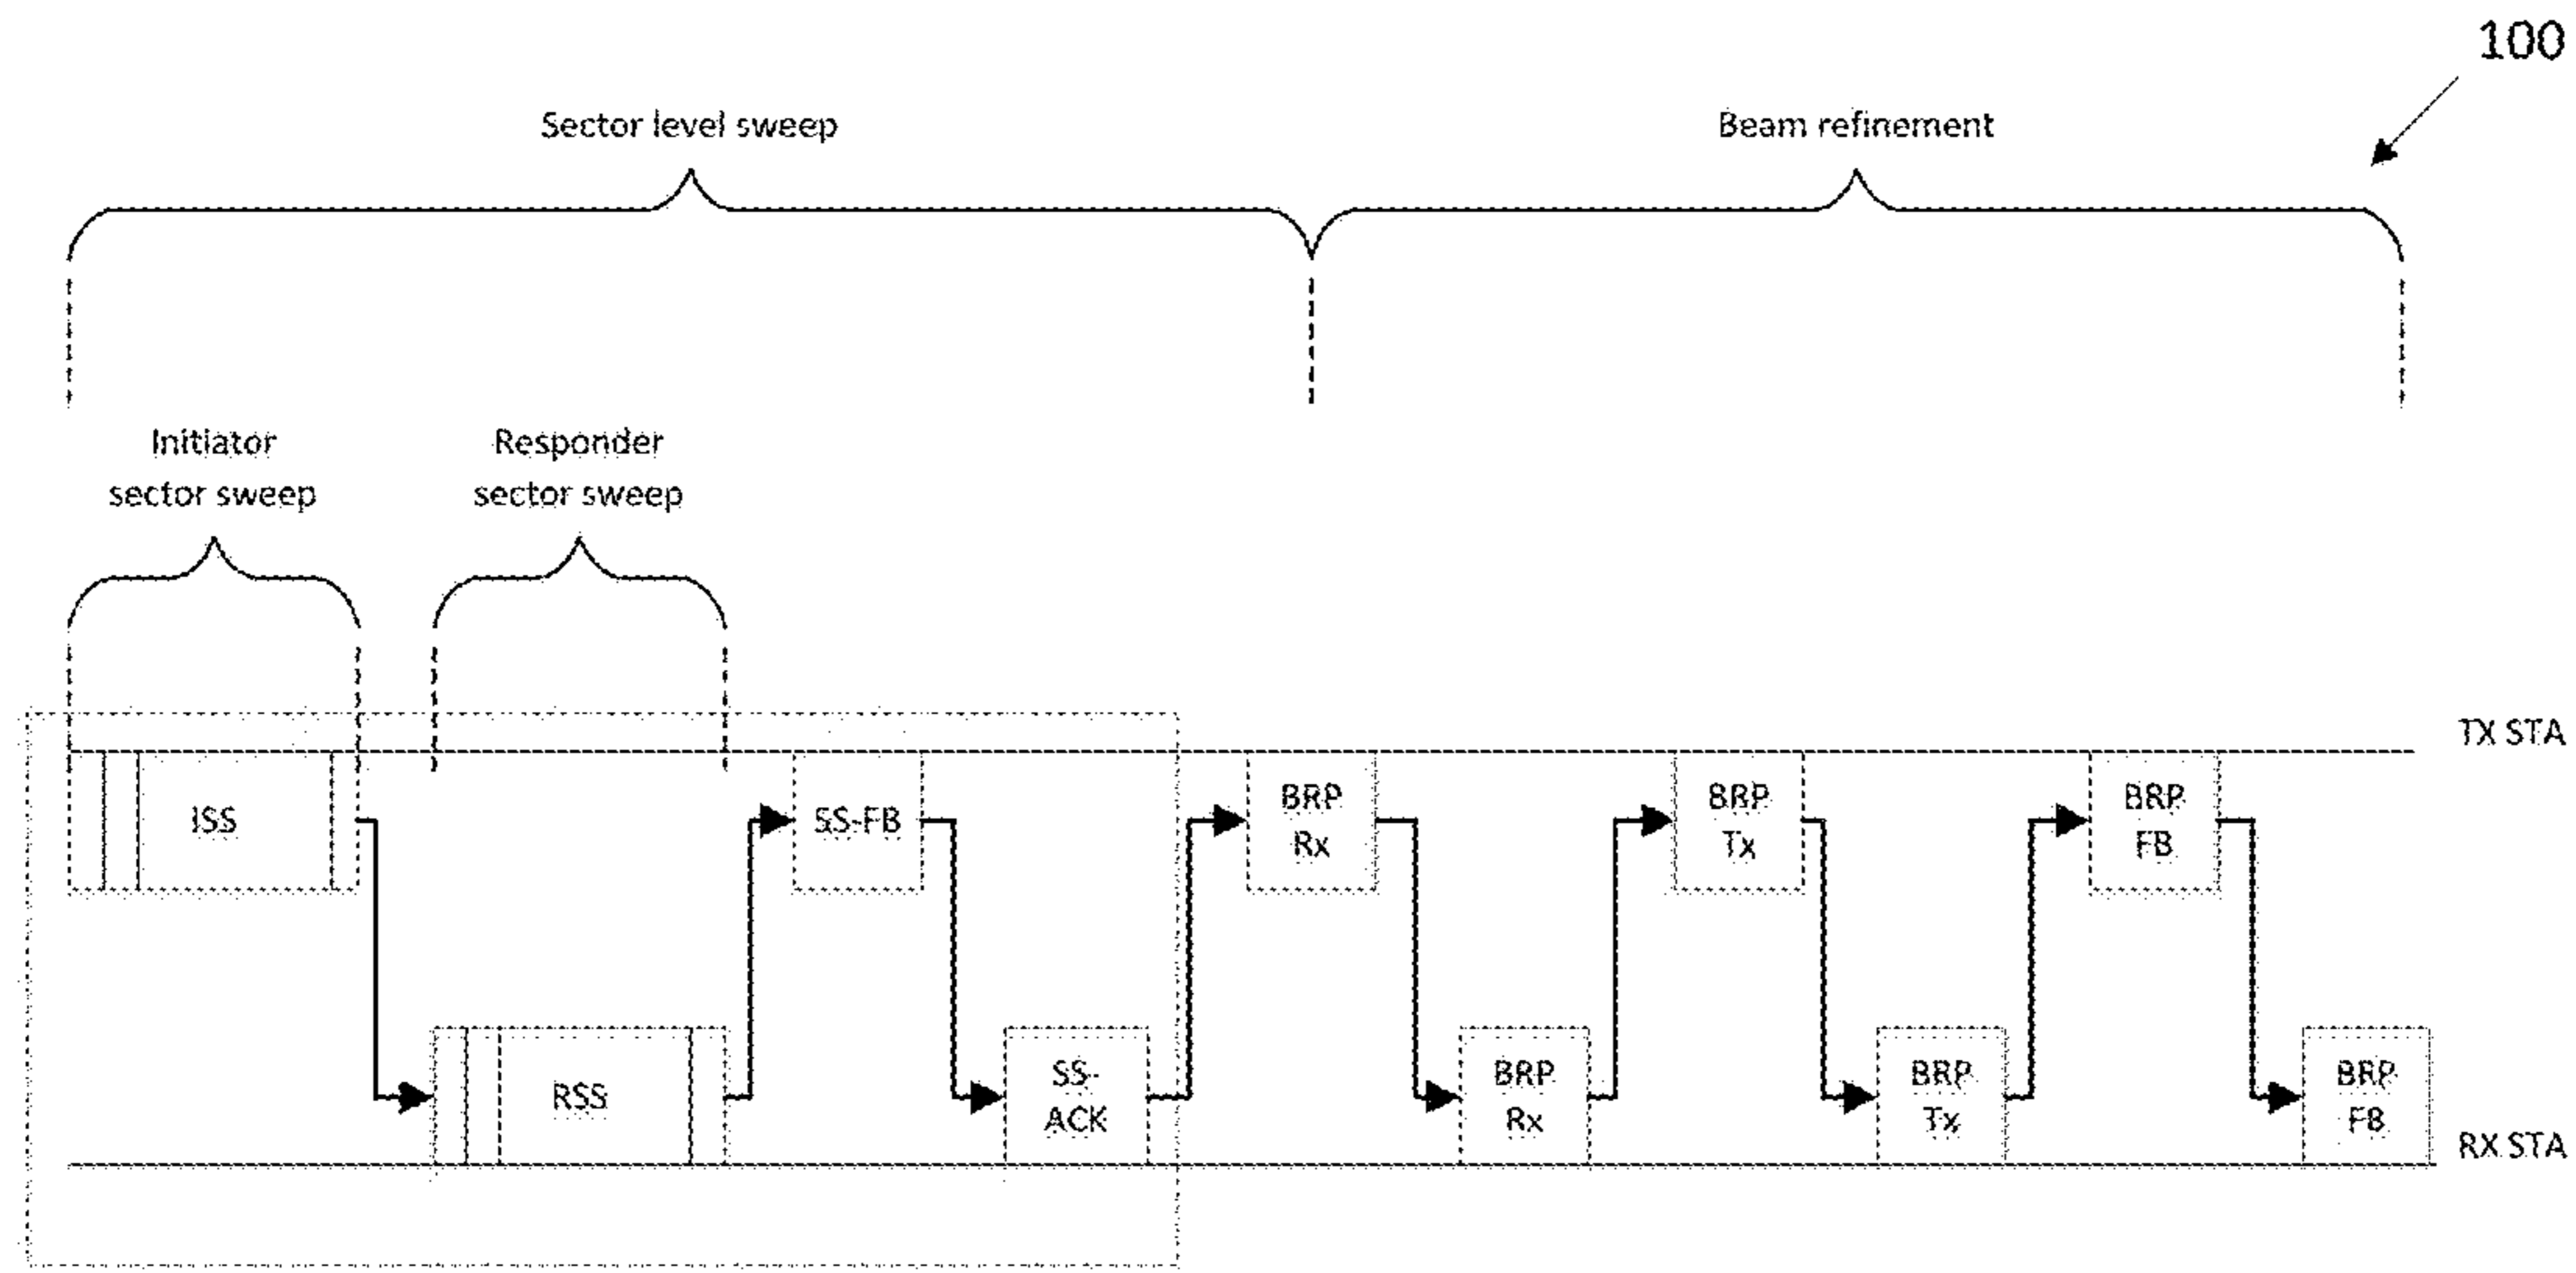 100
Sector level sweep
Beam refinement
Initiator
sector sweep
Responder
sector sweep
TX STA
ISS
SS-FB
BRP
Rx
BRP
Tx
BRP
FB
RSS
SS-
ACK
BRP
Rx
BRP
Tx
BRP
FB
RX STA